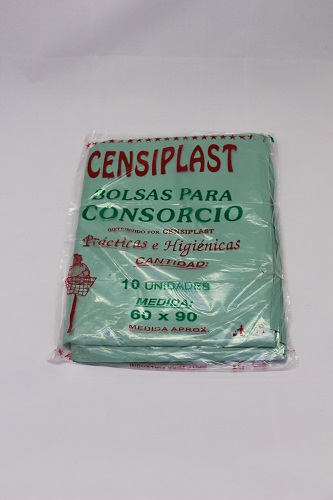 CENSIPLAST
BOLSAS PARA
CONSORCIO
DISTRIBUIDO POR CENSIPLAST
Prácticas e Higiénicas
CANTIDAD:
10 UNIDADES
MEDIDA:
60 x 90
MEDIDA APROX.